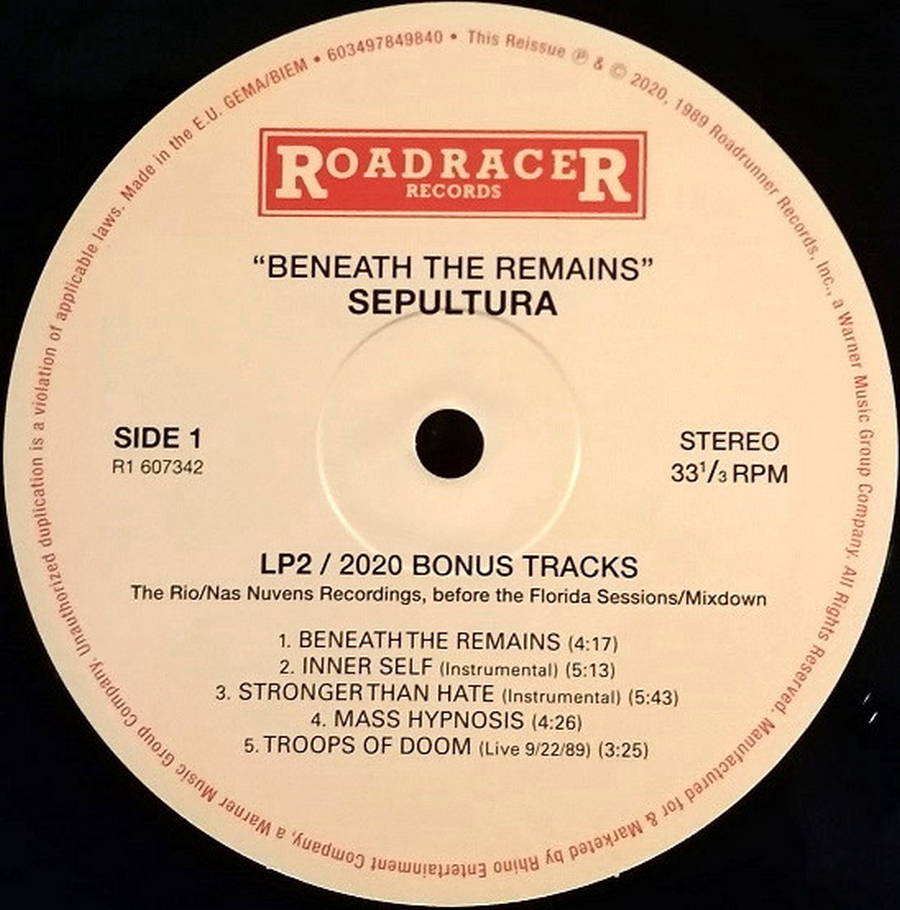 ROADRACER
RECORDS
“BENEATH THE REMAINS”
SEPULTURA
SIDE 1
R1 607342
STEREO
33¹/₃ RPM
LP2 / 2020 BONUS TRACKS
The Rio/Nas Nuvens Recordings, before the Florida Sessions/Mixdown
1. BENEATH THE REMAINS (4:17)
2. INNER SELF (Instrumental) (5:13)
3. STRONGER THAN HATE (Instrumental) (5:43)
4. MASS HYPNOSIS (4:26)
5. TROOPS OF DOOM (Live 9/22/89) (3:25)
This Reissue ℗ & © 2020, 1989 Roadrunner Records, Inc., a Warner Music Group Company. All Rights Reserved. Manufactured for & Marketed by Rhino Entertainment Company, a Warner Music Group Company. Unauthorized duplication is a violation of applicable laws. Made in the E.U. GEMA/BIEM • 603497849840 •